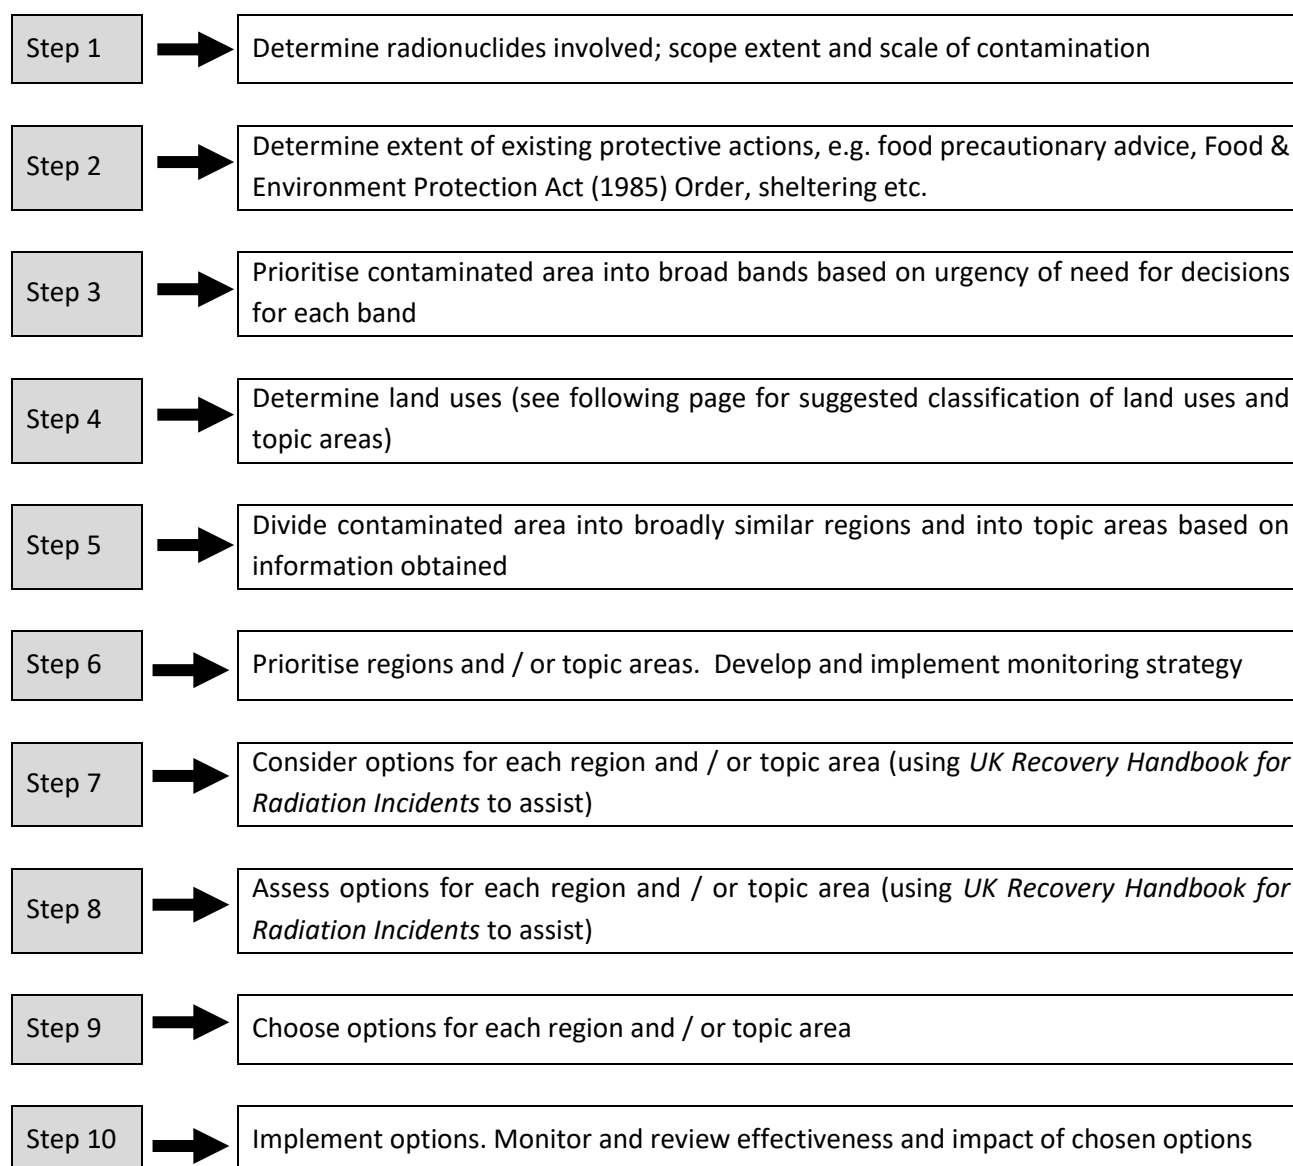 Step 1
Determine radionuclides involved; scope extent and scale of contamination
Step 2
Determine extent of existing protective actions, e.g. food precautionary advice, Food &
Environment Protection Act (1985) Order, sheltering etc.
Step 3
Prioritise contaminated area into broad bands based on urgency of need for decisions
for each band
Step 4
Determine land uses (see following page for suggested classification of land uses and
topic areas)
Step 5
Divide contaminated area into broadly similar regions and into topic areas based on
information obtained
Step 6
Prioritise regions and / or topic areas.  Develop and implement monitoring strategy
Step 7
Consider options for each region and / or topic area (using UK Recovery Handbook for
Radiation Incidents to assist)
Step 8
Assess options for each region and / or topic area (using UK Recovery Handbook for
Radiation Incidents to assist)
Step 9
Choose options for each region and / or topic area
Step 10
Implement options. Monitor and review effectiveness and impact of chosen options